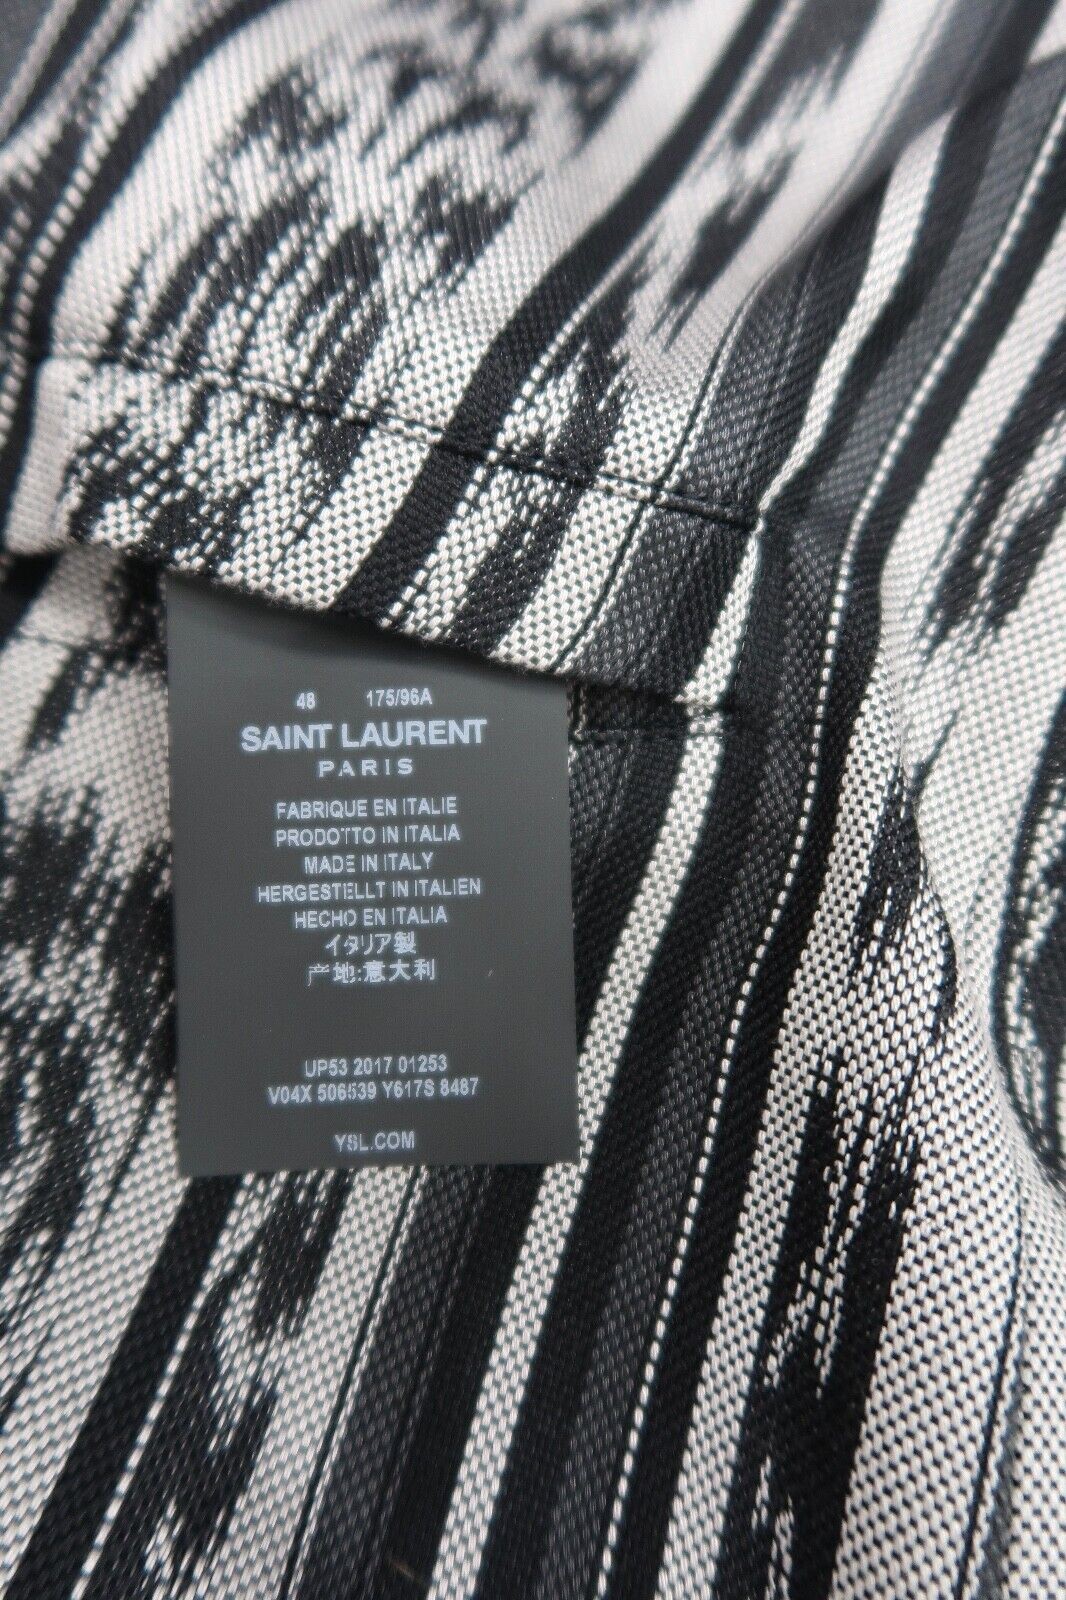 48 175/96A
SAINT LAURENT
PARIS
FABRIQUE EN ITALIE
PRODOTTO IN ITALIA
MADE IN ITALY
HERGESTELLT IN ITALIEN
HECHO EN ITALIA
イタリア製
产地:意大利
UP53 2017 01253
V04X 506539 Y617S 8487
YSL.COM